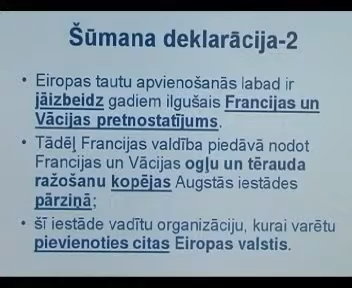 Šūmana deklarācija-2
• Eiropas tautu apvienošanās labad ir
jāizbeidz gadiem ilgušais Francijas un
Vācijas pretnostatījums.
• Tādēļ Francijas valdība piedāvā nodot
Francijas un Vācijas ogļu un tērauda
ražošanu kopējas Augstās iestādes
pārziņā;
• šī iestāde vadītu organizāciju, kurai varētu
pievienoties citas Eiropas valstis.